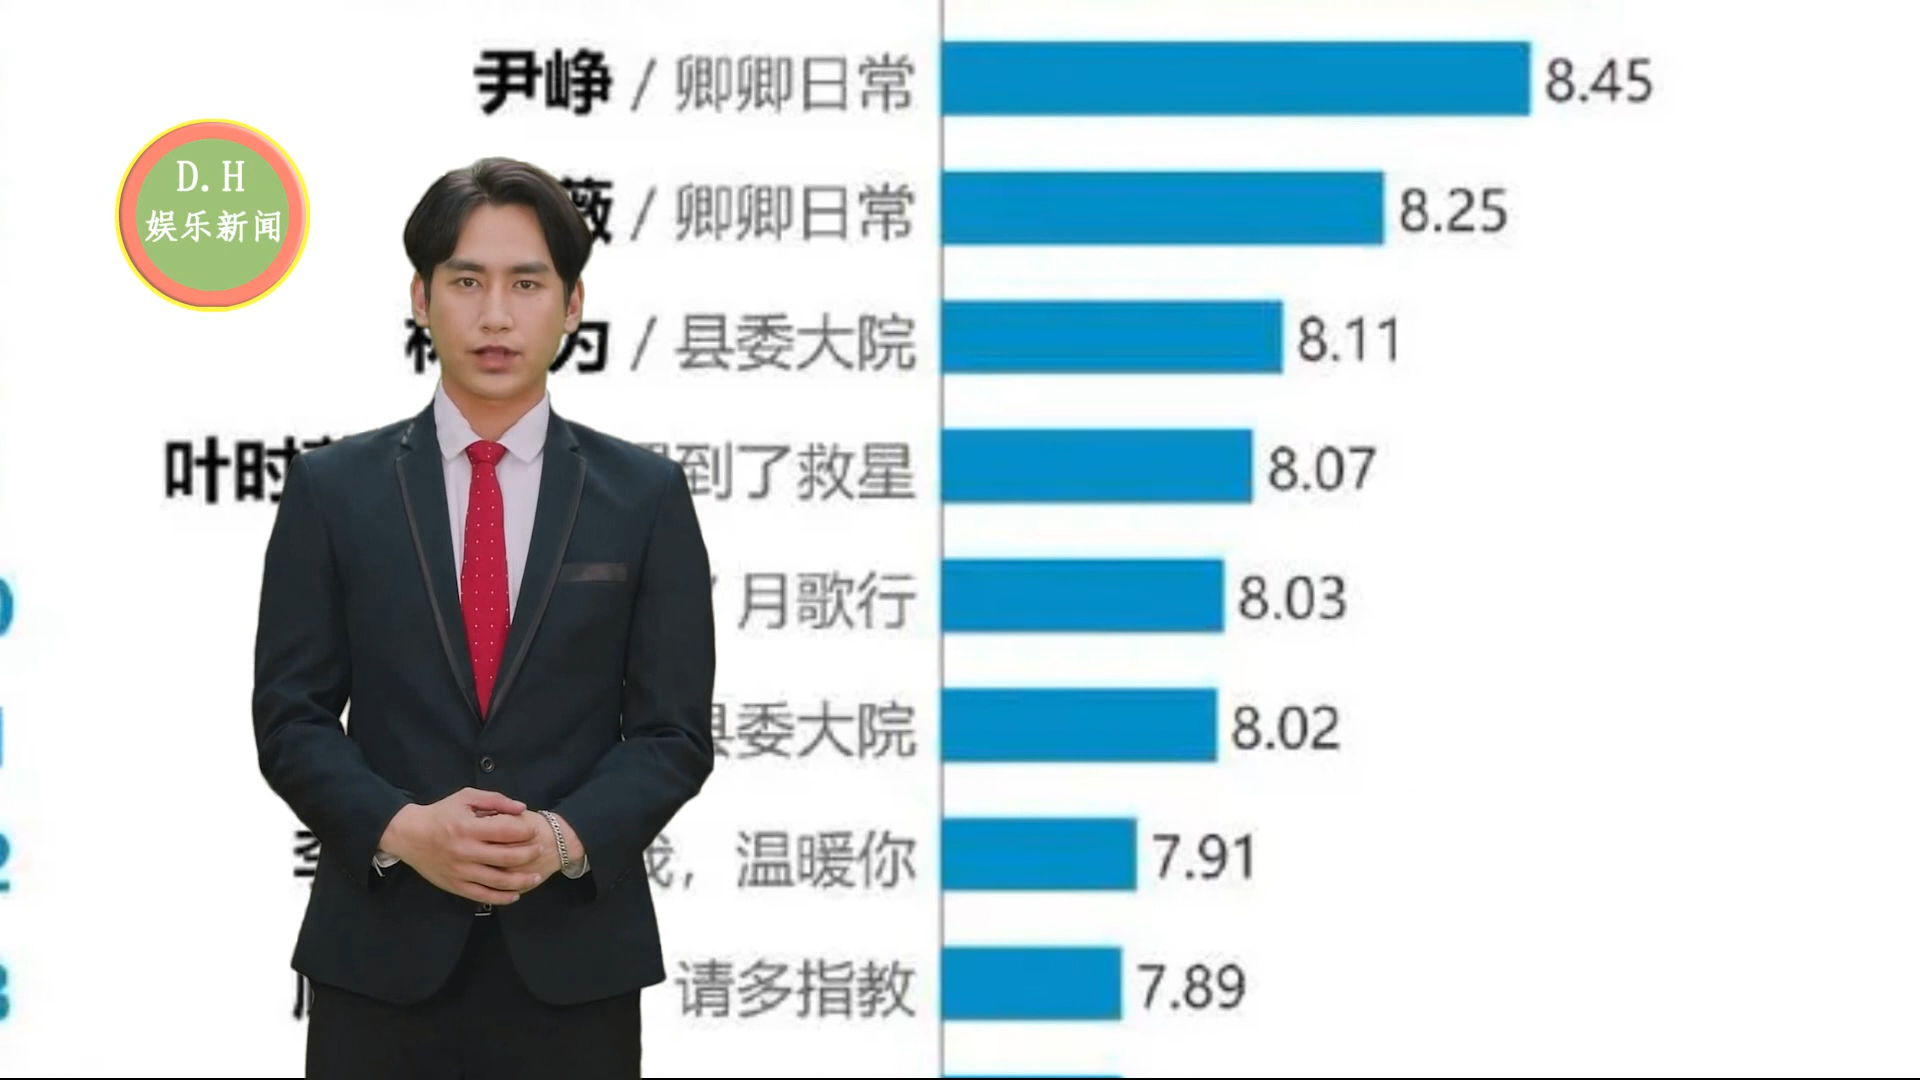 尹峥 / 卿卿日常 8.45
D.H
娱乐新闻
薇 / 卿卿日常 8.25
为 / 县委大院 8.11
叶时 到了救星 8.07
/ 月歌行 8.03
县委大院 8.02
，温暖你 7.91
请多指教 7.89